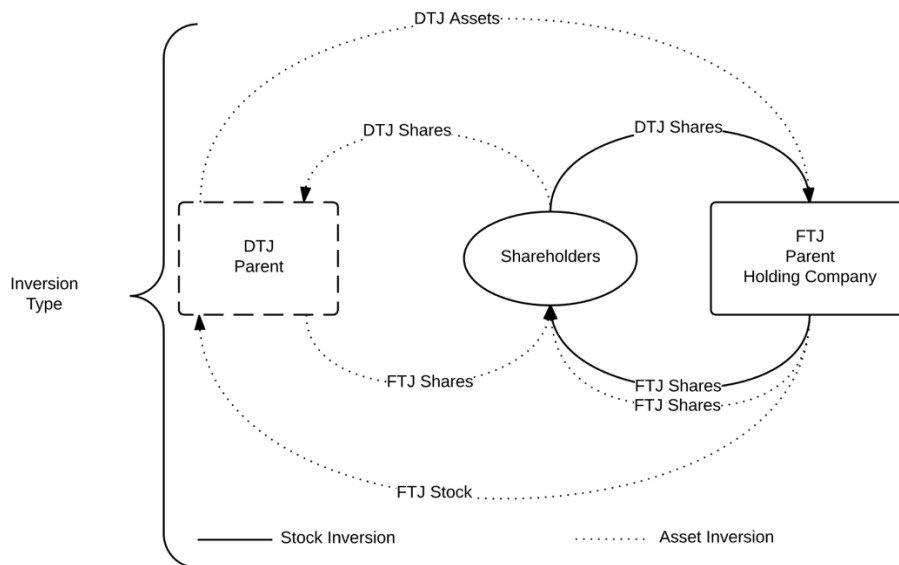 DTJ Assets
DTJ Shares
DTJ Shares
DTJ
Parent
Shareholders
FTJ
Parent
Holding Company
Inversion
Type
FTJ Shares
FTJ Shares
FTJ Shares
FTJ Stock
Stock Inversion
Asset Inversion